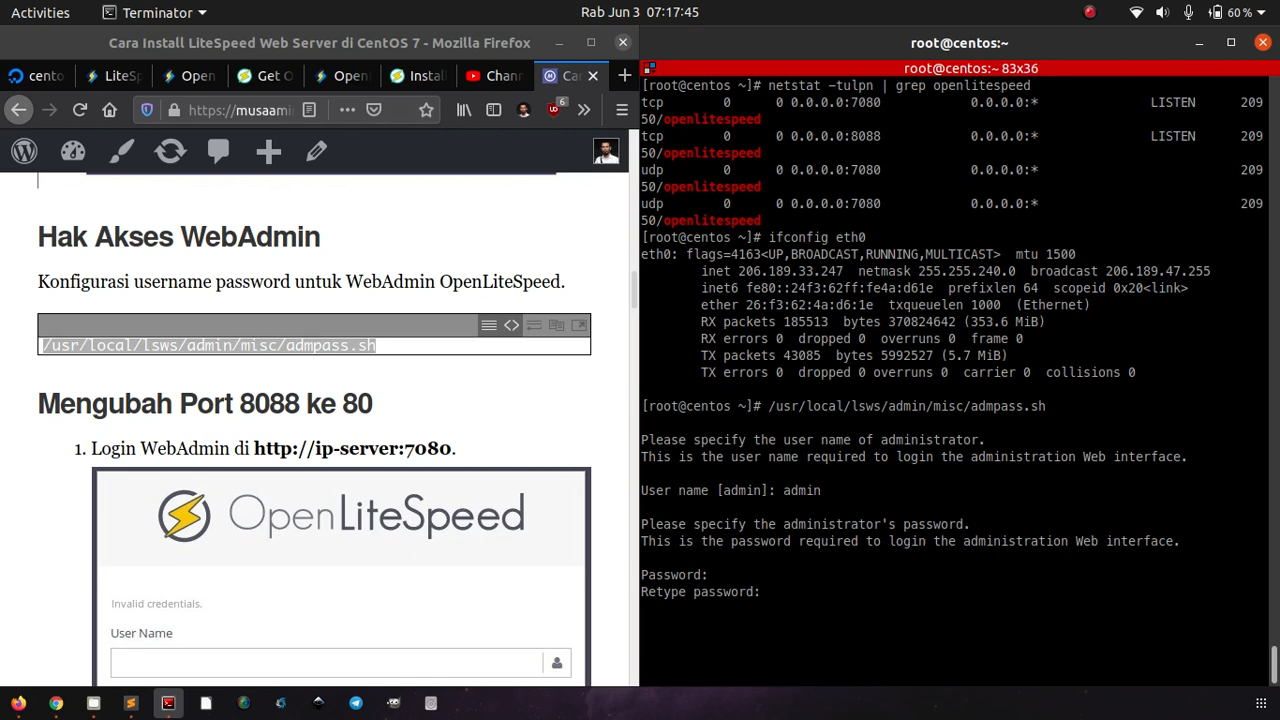 Activities
Terminator
Rab Jun 3 07:17:45
60 %
Cara Install LiteSpeed Web Server di CentOS 7 - Mozilla Firefox
cento
LiteSp
Open
Get O
Open
Install
Chann
Car
https://musaamin
6
Hak Akses WebAdmin
Konfigurasi username password untuk WebAdmin OpenLiteSpeed.
/usr/local/lsws/admin/misc/admpass.sh
Mengubah Port 8088 ke 80
1. Login WebAdmin di http://ip-server:7080.
OpenLiteSpeed
Invalid credentials.
User Name
root@centos:~
root@centos:~ 83x36
[root@centos ~]# netstat -tulpn | grep openlitespeed
tcp 0 0 0.0.0.0:7080 0.0.0.0:* LISTEN 209
50/openlitespeed
tcp 0 0 0.0.0.0:8088 0.0.0.0:* LISTEN 209
50/openlitespeed
udp 0 0 0.0.0.0:7080 0.0.0.0:* 209
50/openlitespeed
udp 0 0 0.0.0.0:7080 0.0.0.0:* 209
50/openlitespeed
[root@centos ~]# ifconfig eth0
eth0: flags=4163<UP,BROADCAST,RUNNING,MULTICAST> mtu 1500
inet 206.189.33.247 netmask 255.255.240.0 broadcast 206.189.47.255
inet6 fe80::24f3:62ff:fe4a:d61e prefixlen 64 scopeid 0x20<link>
ether 26:f3:62:4a:d6:1e txqueuelen 1000 (Ethernet)
RX packets 185513 bytes 370824642 (353.6 MiB)
RX errors 0 dropped 0 overruns 0 frame 0
TX packets 43085 bytes 5992527 (5.7 MiB)
TX errors 0 dropped 0 overruns 0 carrier 0 collisions 0
[root@centos ~]# /usr/local/lsws/admin/misc/admpass.sh
Please specify the user name of administrator.
This is the user name required to login the administration Web interface.
User name [admin]: admin
Please specify the administrator's password.
This is the password required to login the administration Web interface.
Password:
Retype password: